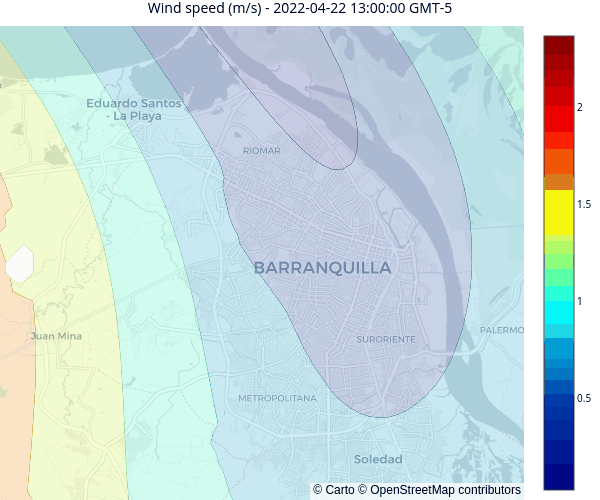 Wind speed (m/s) - 2022-04-22 13:00:00 GMT-5
Eduardo Santos
- La Playa
RIOMAR
BARRANQUILLA
Juan Mina
SURORIENTE
PALERMO
METROPOLITANA
Soledad
2
1.5
1
0.5
© Carto © OpenStreetMap contributors